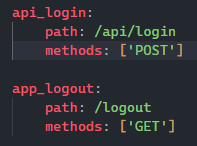 api_login:
    path: /api/login
    methods: ['POST']

app_logout:
    path: /logout
    methods: ['GET']